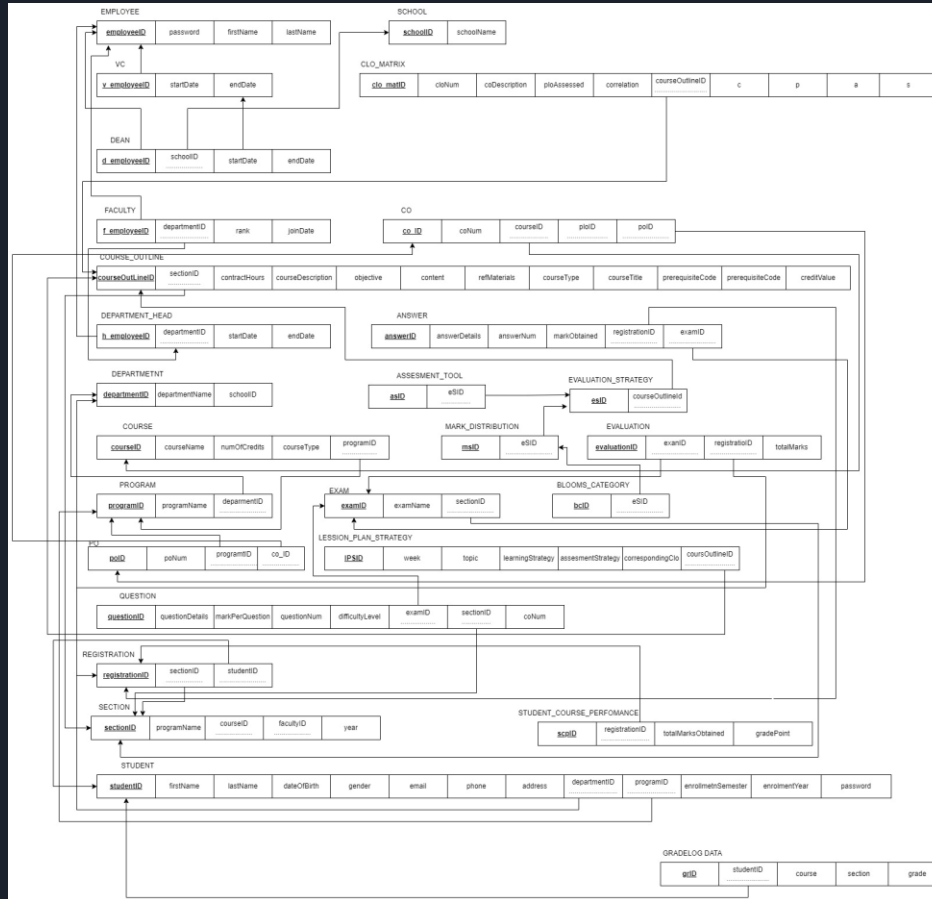 EMPLOYEE
employeeID password firstName lastName
SCHOOL
schoolID schoolName
VC
v_employeeID startDate endDate
CLO_MATRIX
clo_matID cloNum coDescription ploAssessed correlation courseOutlineID c p a s
DEAN
d_employeeID schoolID startDate endDate
FACULTY
f_employeeID departmentID rank joinDate
CO
co_ID coNum courseID ploID poID
COURSE_OUTLINE
courseOutLineID sectionID contractHours courseDescription objective content refMaterials courseType courseTitle prerequisiteCode prerequisiteCode creditValue
DEPARTMENT_HEAD
h_employeeID departmentID startDate endDate
ANSWER
answerID answerDetails answerNum markObtained registrationID examID
DEPARTMETNT
departmentID departmentName schoolID
ASSESMENT_TOOL
asID eSID
EVALUATION_STRATEGY
esID courseOutlineId
COURSE
courseID courseName numOfCredits courseType programID
MARK_DISTRIBUTION
msID eSID
EVALUATION
evaluationID exanID registratioID totalMarks
PROGRAM
programID programName deparmentID
EXAM
examID examName sectionID
BLOOMS_CATEGORY
bcID eSID
PO
poID poNum programtID co_ID
LESSION_PLAN_STRATEGY
lPSID week topic learningStrategy assesmentStrategy correspondingClo coursOutlineID
QUESTION
questionID questionDetails markPerQuestion questionNum difficultyLevel examID sectionID coNum
REGISTRATION
registrationID sectionID studentID
SECTION
sectionID programName courseID facultyID year
STUDENT_COURSE_PERFOMANCE
scpID registrationID totalMarksObtained gradePoint
STUDENT
studentID firstName lastName dateOfBirth gender email phone address departmentID programID enrollmetnSemester enrolmentYear password
GRADELOG DATA
grID studentID course section grade